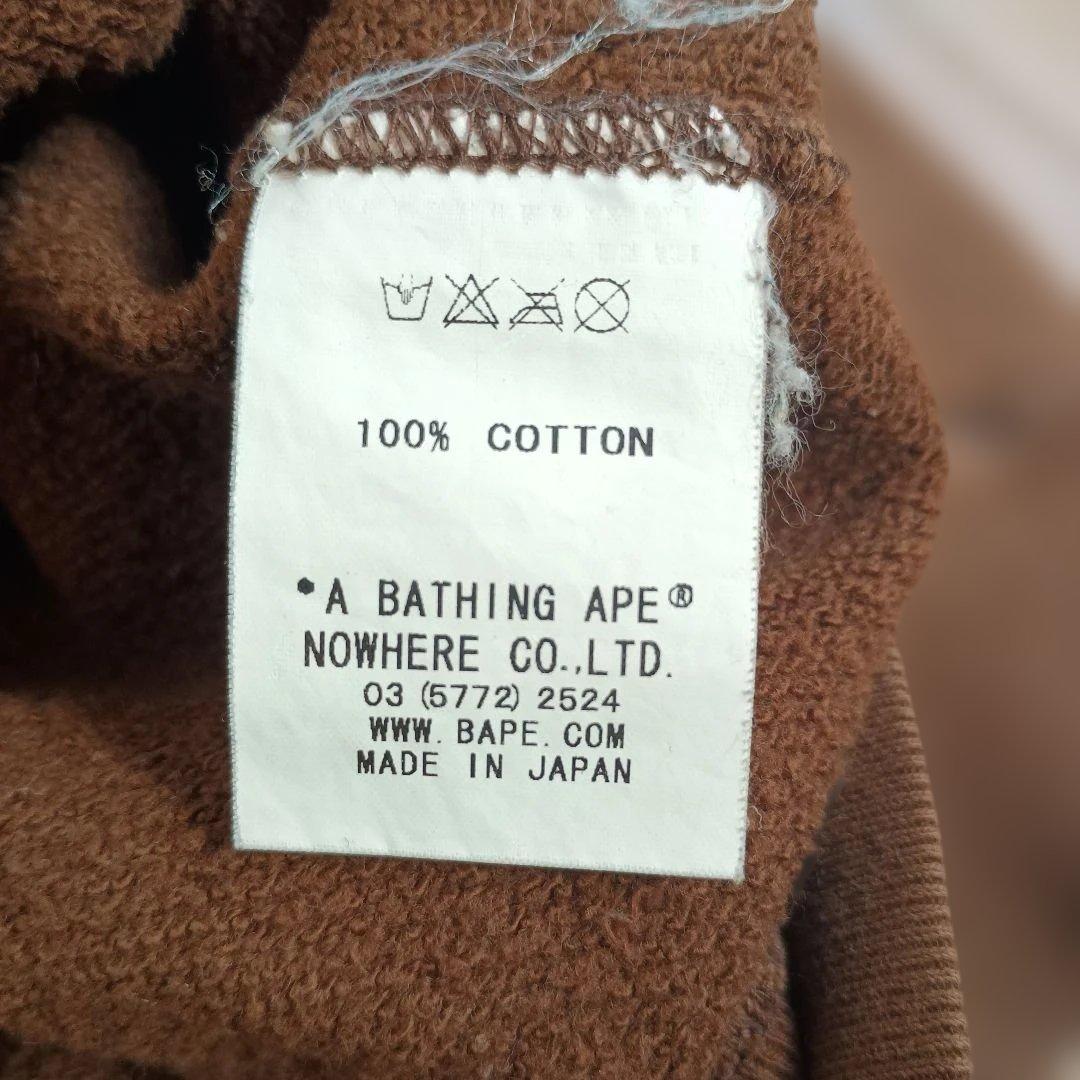 100% COTTON
•A BATHING APE®
NOWHERE CO.,LTD.
03 (5772) 2524
WWW. BAPE. COM
MADE IN JAPAN